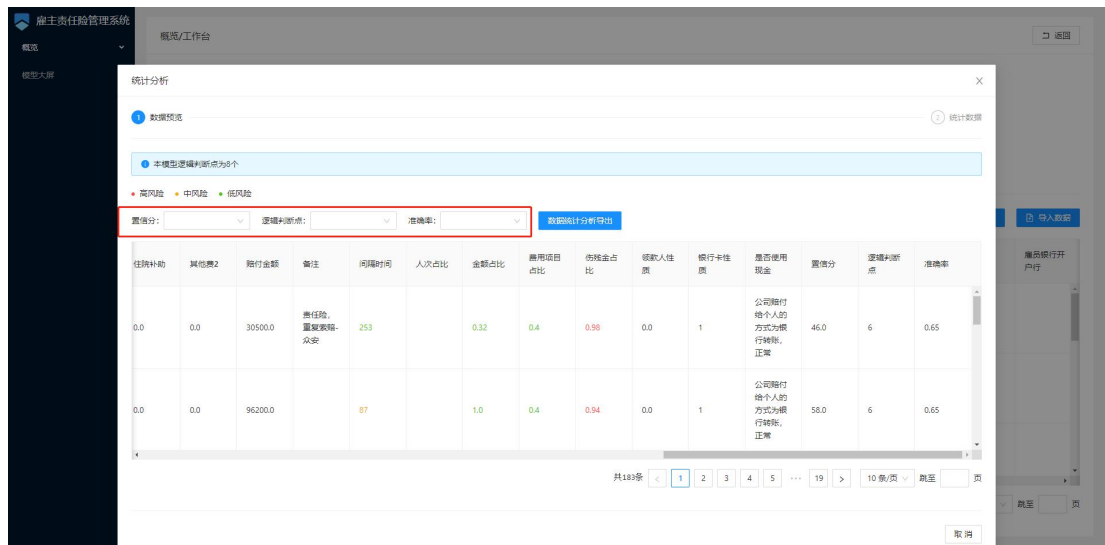 雇主责任险管理系统
概览
模型大屏
概览/工作台
返回
统计分析
1 数据预览
2 统计数据
本模型逻辑判断点为8个
高风险 中风险 低风险
置信分: 逻辑判断点: 准确率: 数据统计分析导出
导入数据
住院补助 其他费2 赔付金额 备注 间隔时间 人次占比 金额占比 费用项目占比 伤残金占比 领款人性质 银行卡性质 是否使用现金 置信分 逻辑判断点 准确率
雇员银行开户行
0.0 0.0 30500.0 责任险,重复索赔-众安 253 0.32 0.4 0.98 0.0 1 公司赔付给个人的方式为银行转账,正常 46.0 6 0.65
0.0 0.0 96200.0 87 1.0 0.4 0.94 0.0 1 公司赔付给个人的方式为银行转账,正常 58.0 6 0.65
共183条 < 1 2 3 4 5 ··· 19 > 10 条/页 跳至 页
跳至 页
取 消